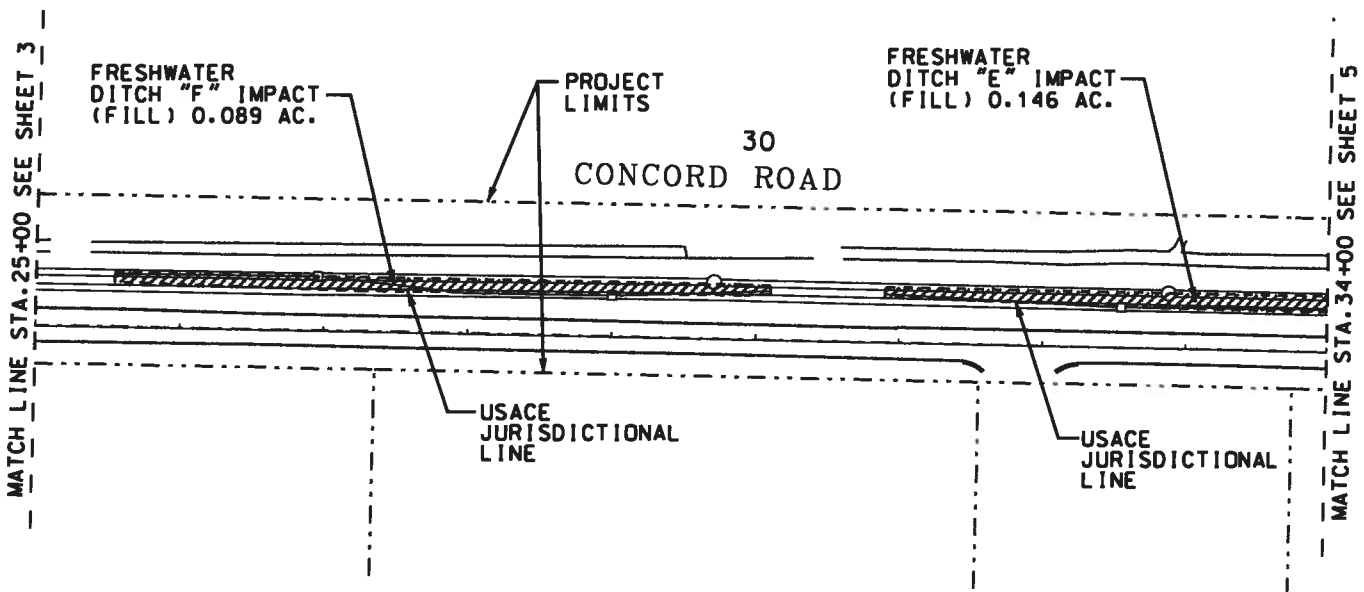 MATCH LINE STA.25+00 SEE SHEET 3
FRESHWATER
DITCH "F" IMPACT
(FILL) 0.089 AC.
PROJECT
LIMITS
30
CONCORD ROAD
FRESHWATER
DITCH "E" IMPACT
(FILL) 0.146 AC.
MATCH LINE STA.34+00 SEE SHEET 5
USACE
JURISDICTIONAL
LINE
USACE
JURISDICTIONAL
LINE